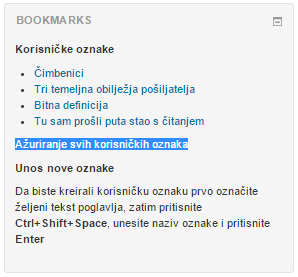 BOOKMARKS
Korisničke oznake
Čimbenici
Tri temeljna obilježja pošiljatelja
Bitna definicija
Tu sam prošli puta stao s čitanjem
Ažuriranje svih korisničkih oznaka
Unos nove oznake
Da biste kreirali korisničku oznaku prvo označite
željeni tekst poglavlja, zatim pritisnite
Ctrl+Shift+Space, unesite naziv oznake i pritisnite
Enter